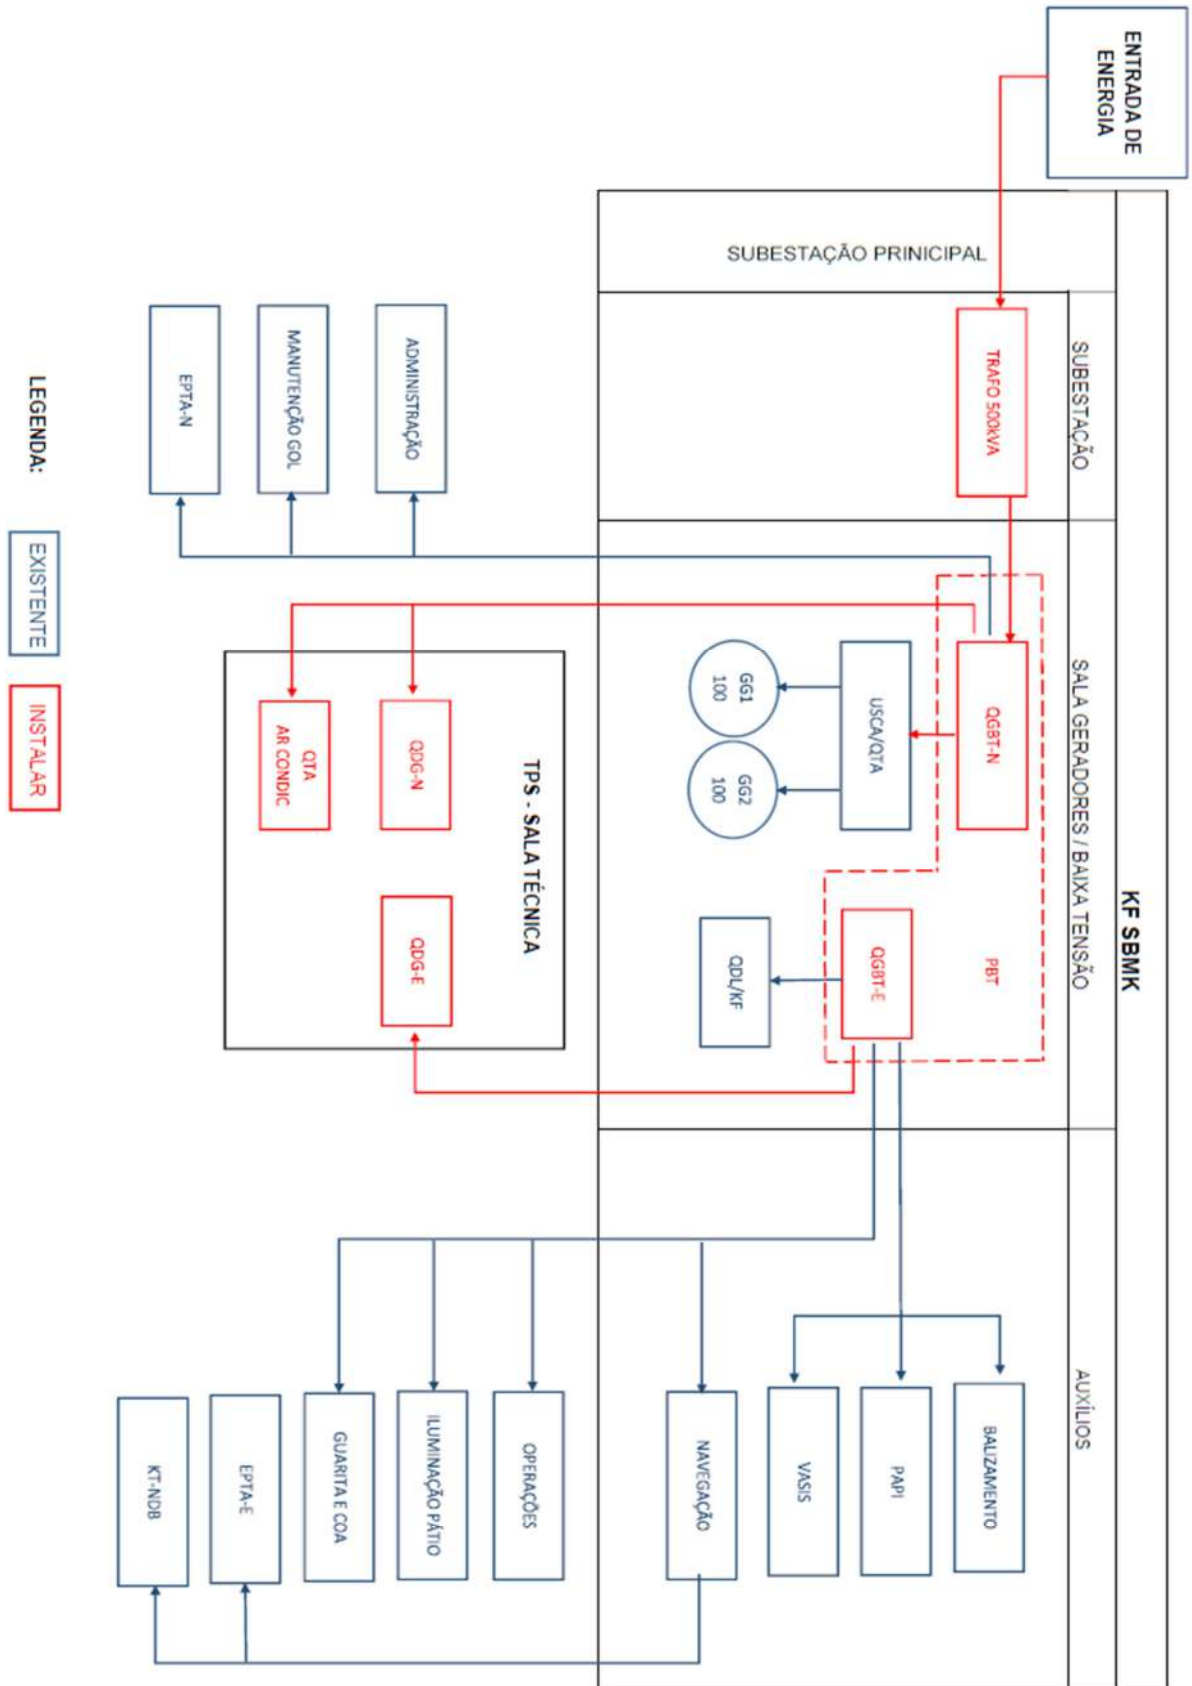 ENTRADA DE
ENERGIA
KF SBMK
SUBESTAÇÃO PRINICIPAL
SUBESTAÇÃO
SALA GERADORES / BAIXA TENSÃO
AUXÍLIOS
TRAFO 500kVA
QGBT-N
PBT
BALIZAMENTO
USCA/QTA
QGBT-E
PAPI
GG1
100
GG2
100
QDL/KF
VASIS
NAVEGAÇÃO
TPS - SALA TÉCNICA
ADMINISTRAÇÃO
QDG-N
QDG-E
OPERAÇÕES
MANUTENÇÃO GOL
QTA
AR CONDIC
ILUMINAÇÃO PÁTIO
GUARITA E COA
EPTA-N
EPTA-E
KT-NDB
LEGENDA:
EXISTENTE
INSTALAR